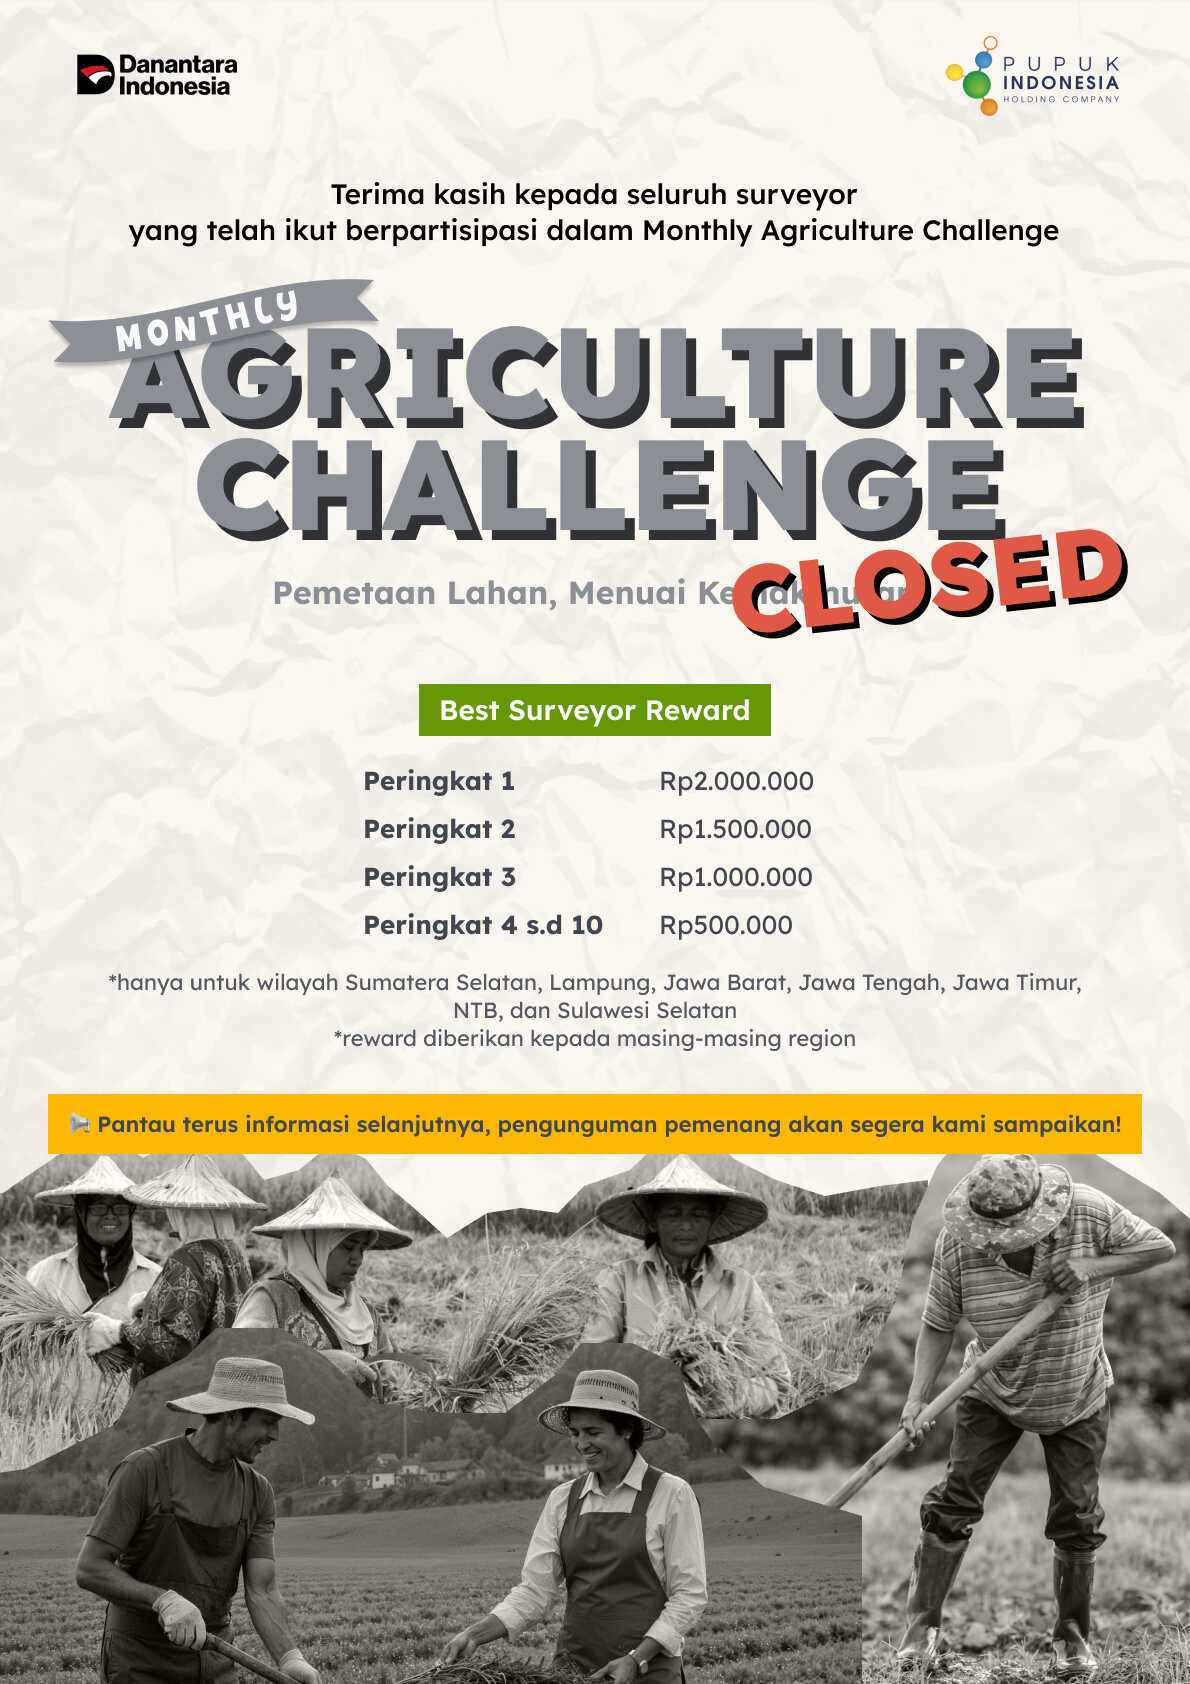 Danantara
Indonesia
PUPUK
INDONESIA
HOLDING COMPANY
Terima kasih kepada seluruh surveyor
yang telah ikut berpartisipasi dalam Monthly Agriculture Challenge
MONTHLY
AGRICULTURE
CHALLENGE
CLOSED
Pemetaan Lahan, Menuai
Best Surveyor Reward
Peringkat 1 Rp2.000.000
Peringkat 2 Rp1.500.000
Peringkat 3 Rp1.000.000
Peringkat 4 s.d 10 Rp500.000
*hanya untuk wilayah Sumatera Selatan, Lampung, Jawa Barat, Jawa Tengah, Jawa Timur,
NTB, dan Sulawesi Selatan
*reward diberikan kepada masing-masing region
Pantau terus informasi selanjutnya, pengunguman pemenang akan segera kami sampaikan!